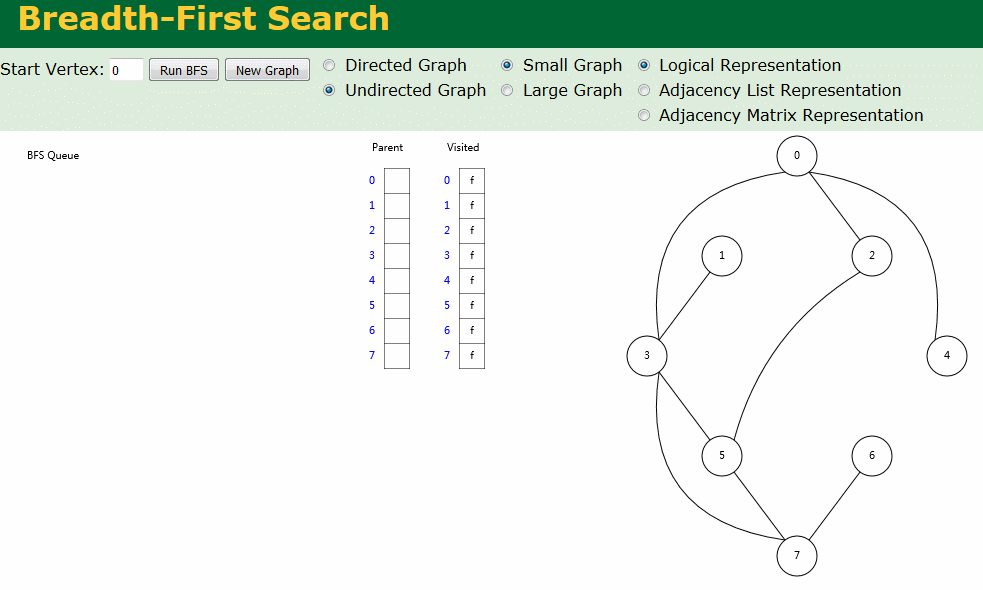 Breadth-First Search
Start Vertex: 0 Run BFS New Graph
Directed Graph
Undirected Graph
Small Graph
Large Graph
Logical Representation
Adjacency List Representation
Adjacency Matrix Representation
BFS Queue
Parent Visited
0 0 f
1 1 f
2 2 f
3 3 f
4 4 f
5 5 f
6 6 f
7 7 f
0
1 2
3 4
5 6
7